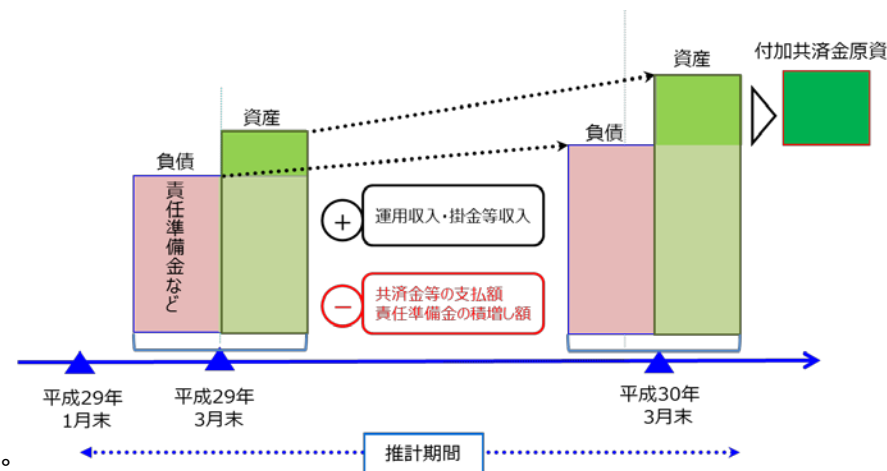 付加共済金原資
資産
資産
負債
負債
責任準備金など
+
運用収入・掛金等収入
−
共済金等の支払額
責任準備金の積増し額
平成29年
1月末
平成29年
3月末
平成30年
3月末
推計期間
。